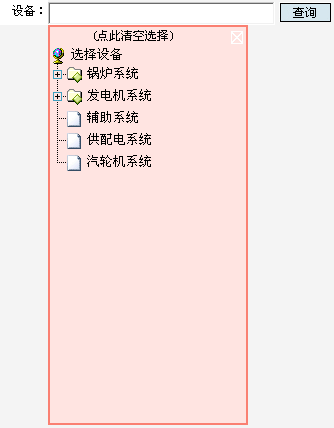 设备： 查询
(点此清空选择)
选择设备
锅炉系统
发电机系统
辅助系统
供配电系统
汽轮机系统